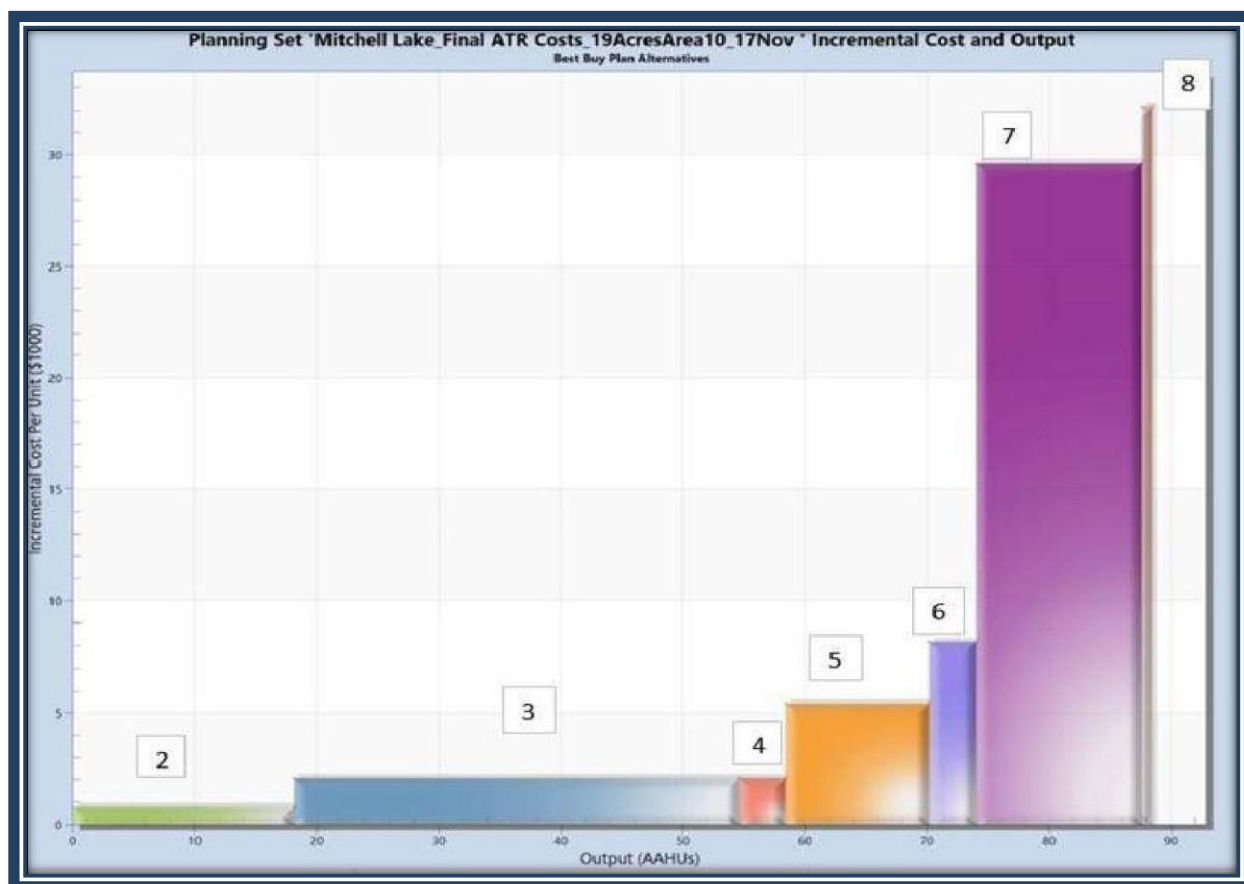 Planning Set 'Mitchell Lake_Final ATR Costs_19AcresArea10_17Nov ' Incremental Cost and Output
Best Buy Plan Alternatives
8
7
30
25
20
Incremental Cost Per Unit ($1000)
15
10
6
5
3
5
4
2
0
0 10 20 30 40 50 60 70 80 90
Output (AAHUs)